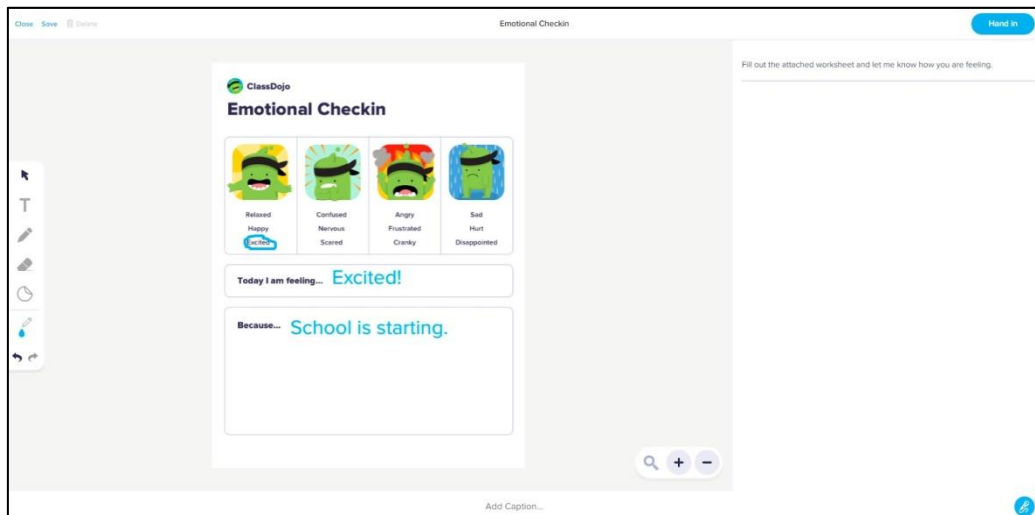 Close Save Delete Emotional Checkin Hand in
Fill out the attached worksheet and let me know how you are feeling.
ClassDojo
Emotional Checkin
Relaxed Confused Angry Sad
Happy Nervous Frustrated Hurt
Excited Scared Cranky Disappointed
Today I am feeling... Excited!
Because... School is starting.
T
Add Caption...